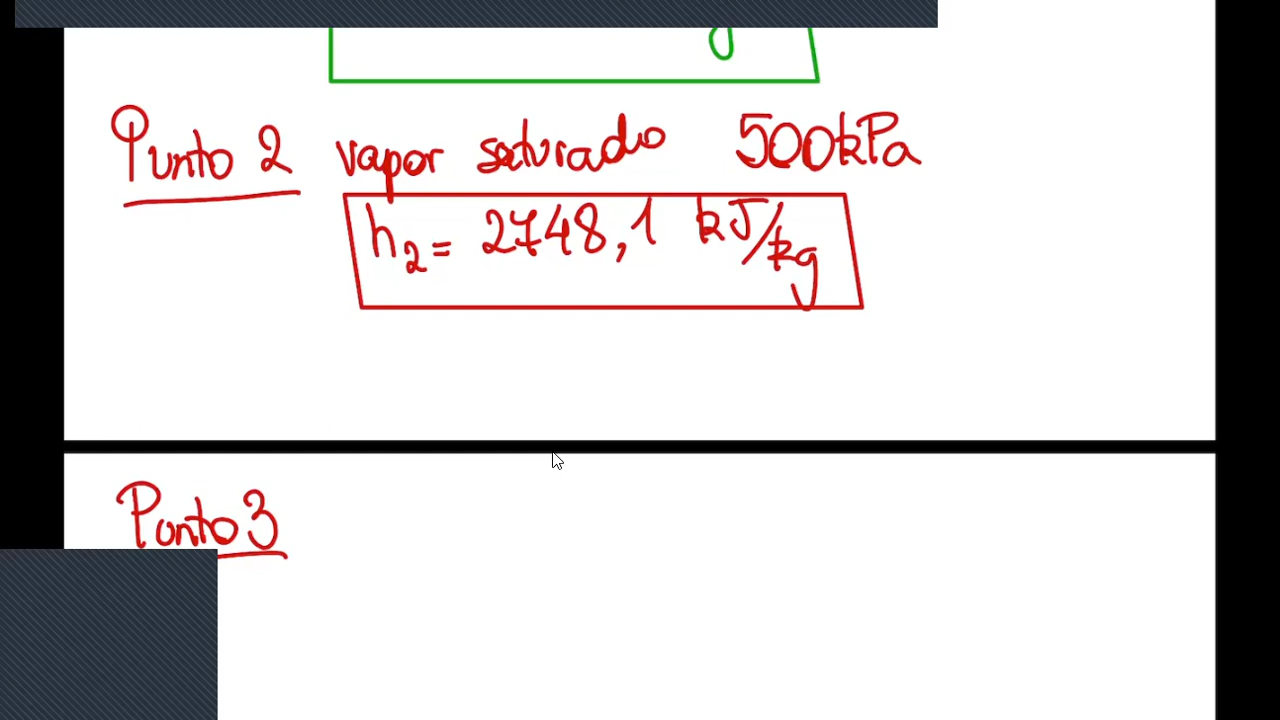 Punto 2 vapor saturado 500kPa
h2= 2748,1 kJ/kg
Punto 3